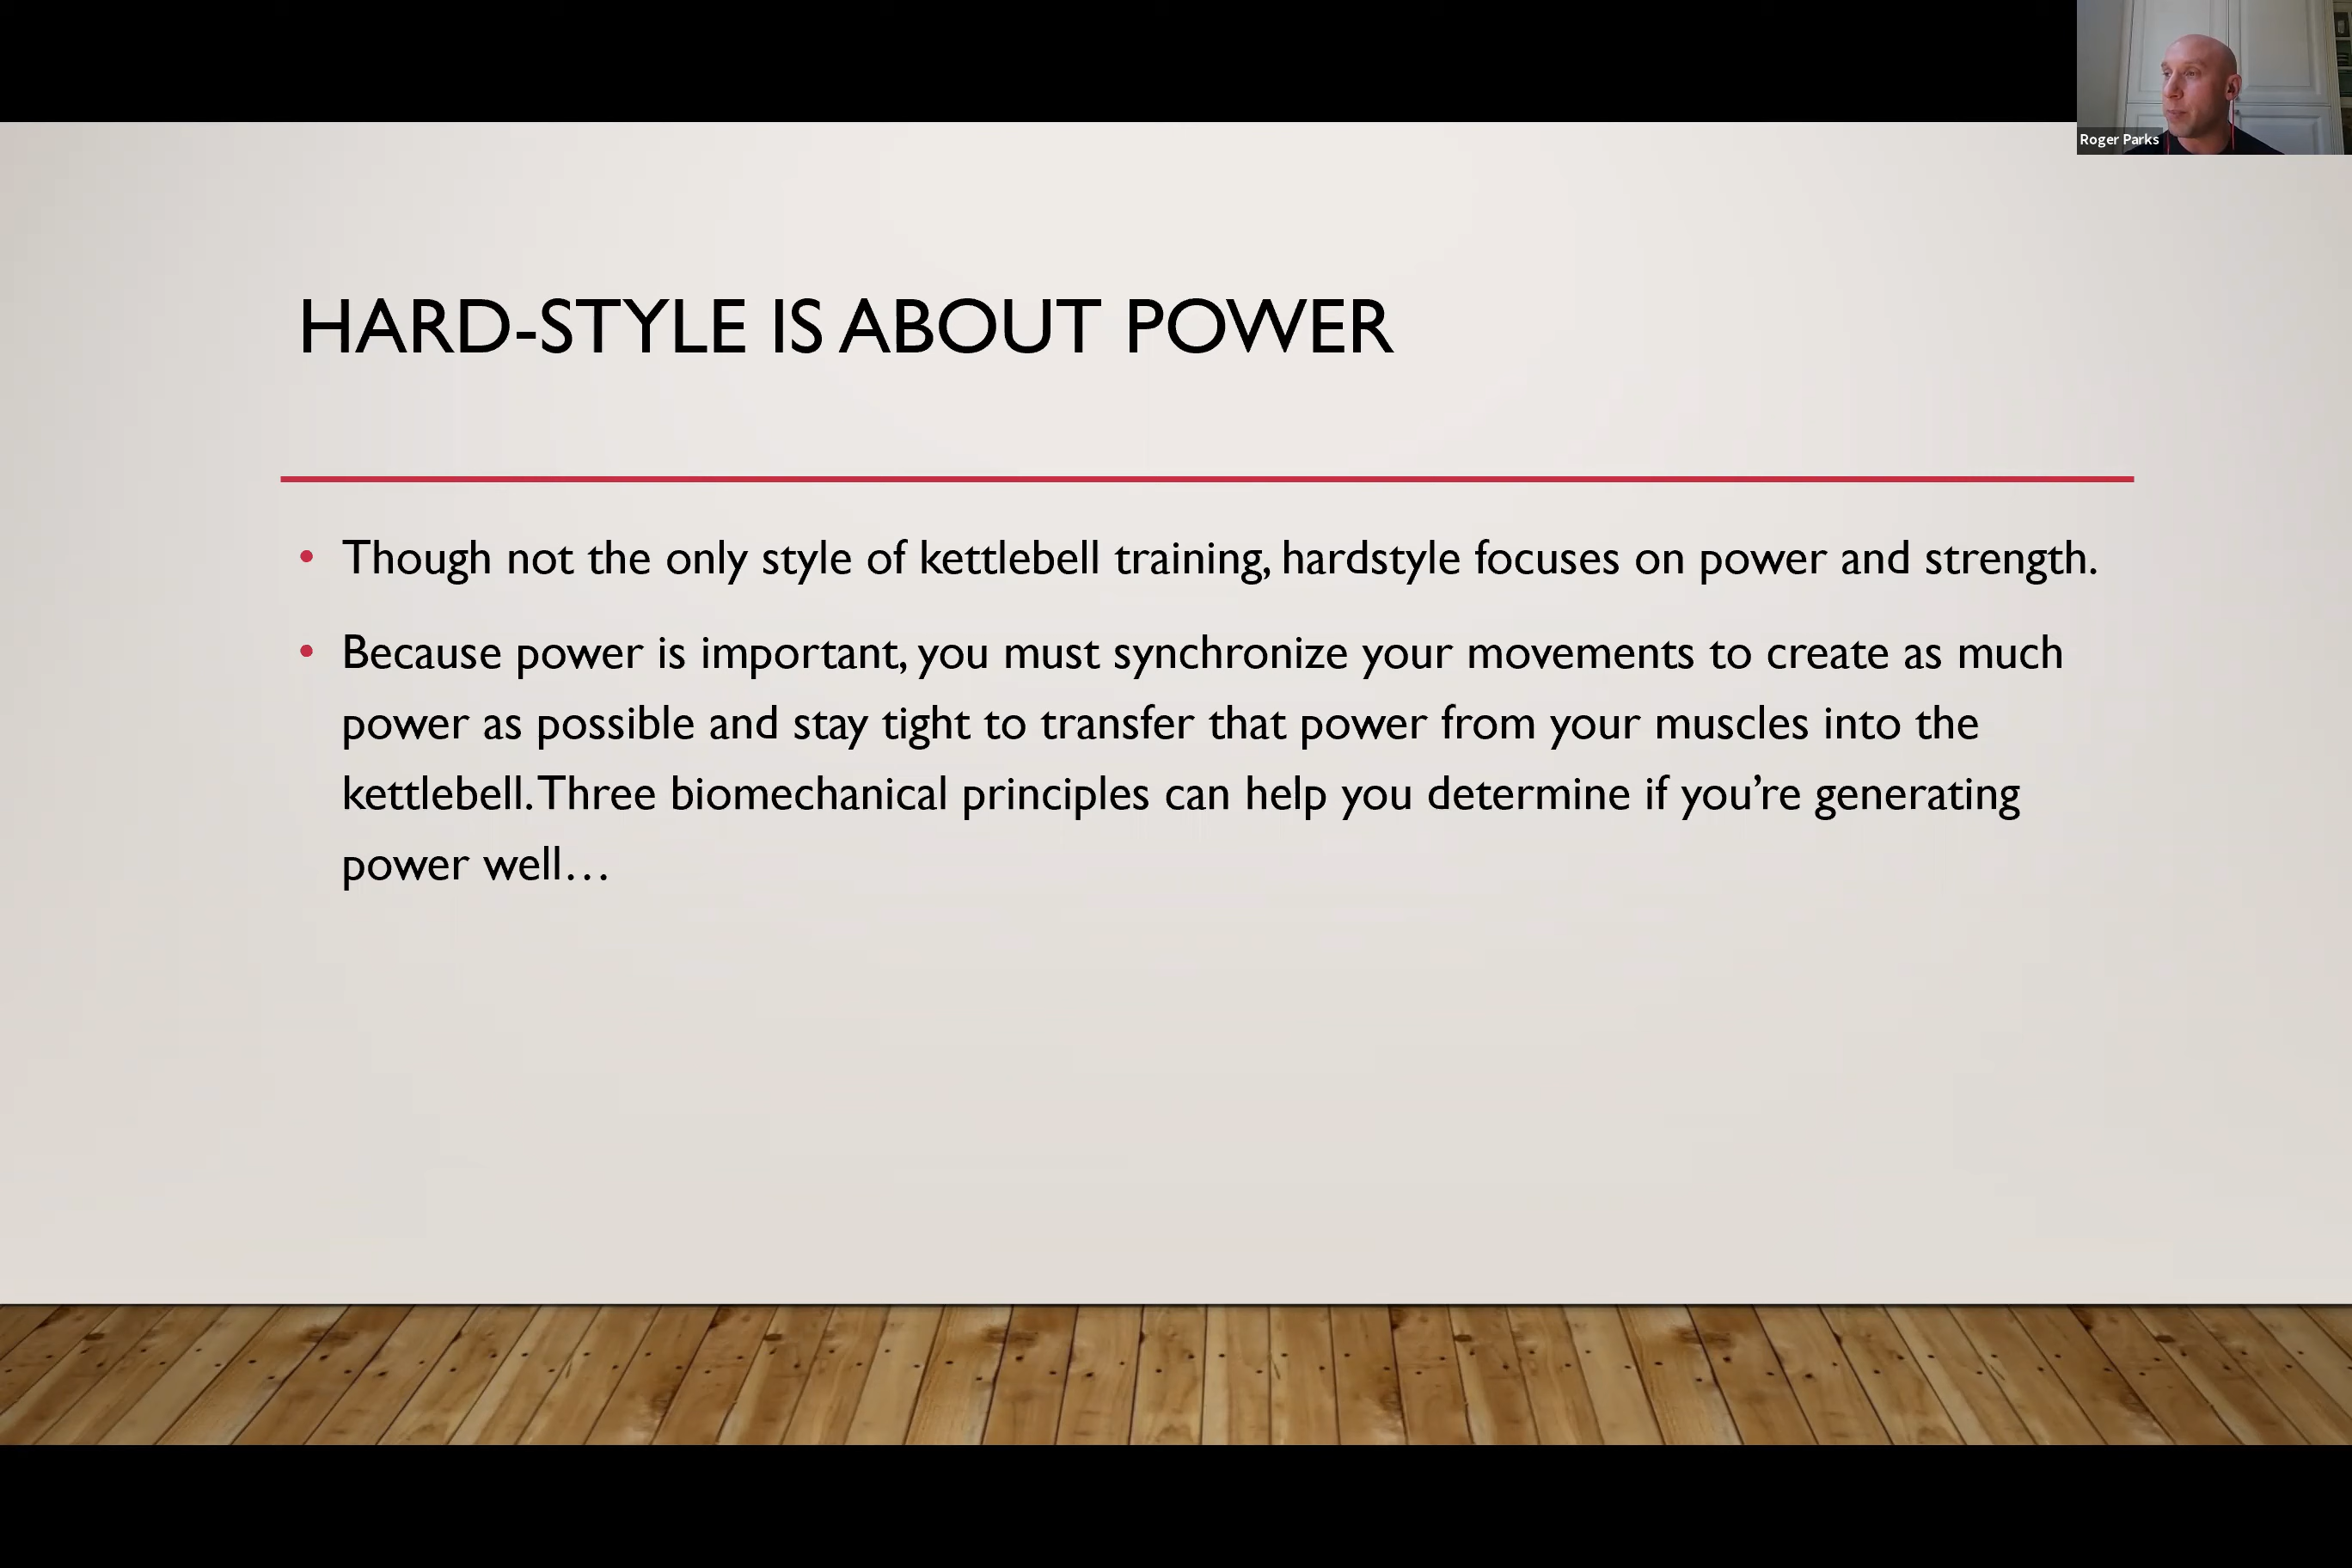 Roger Parks
HARD-STYLE IS ABOUT POWER
• Though not the only style of kettlebell training, hardstyle focuses on power and strength.
• Because power is important, you must synchronize your movements to create as much
power as possible and stay tight to transfer that power from your muscles into the
kettlebell. Three biomechanical principles can help you determine if you’re generating
power well…